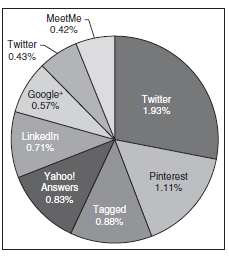 MeetMe
0.42%
Twitter
0.43%
Google+
0.57%
LinkedIn
0.71%
Yahoo!
Answers
0.83%
Tagged
0.88%
Pinterest
1.11%
Twitter
1.93%